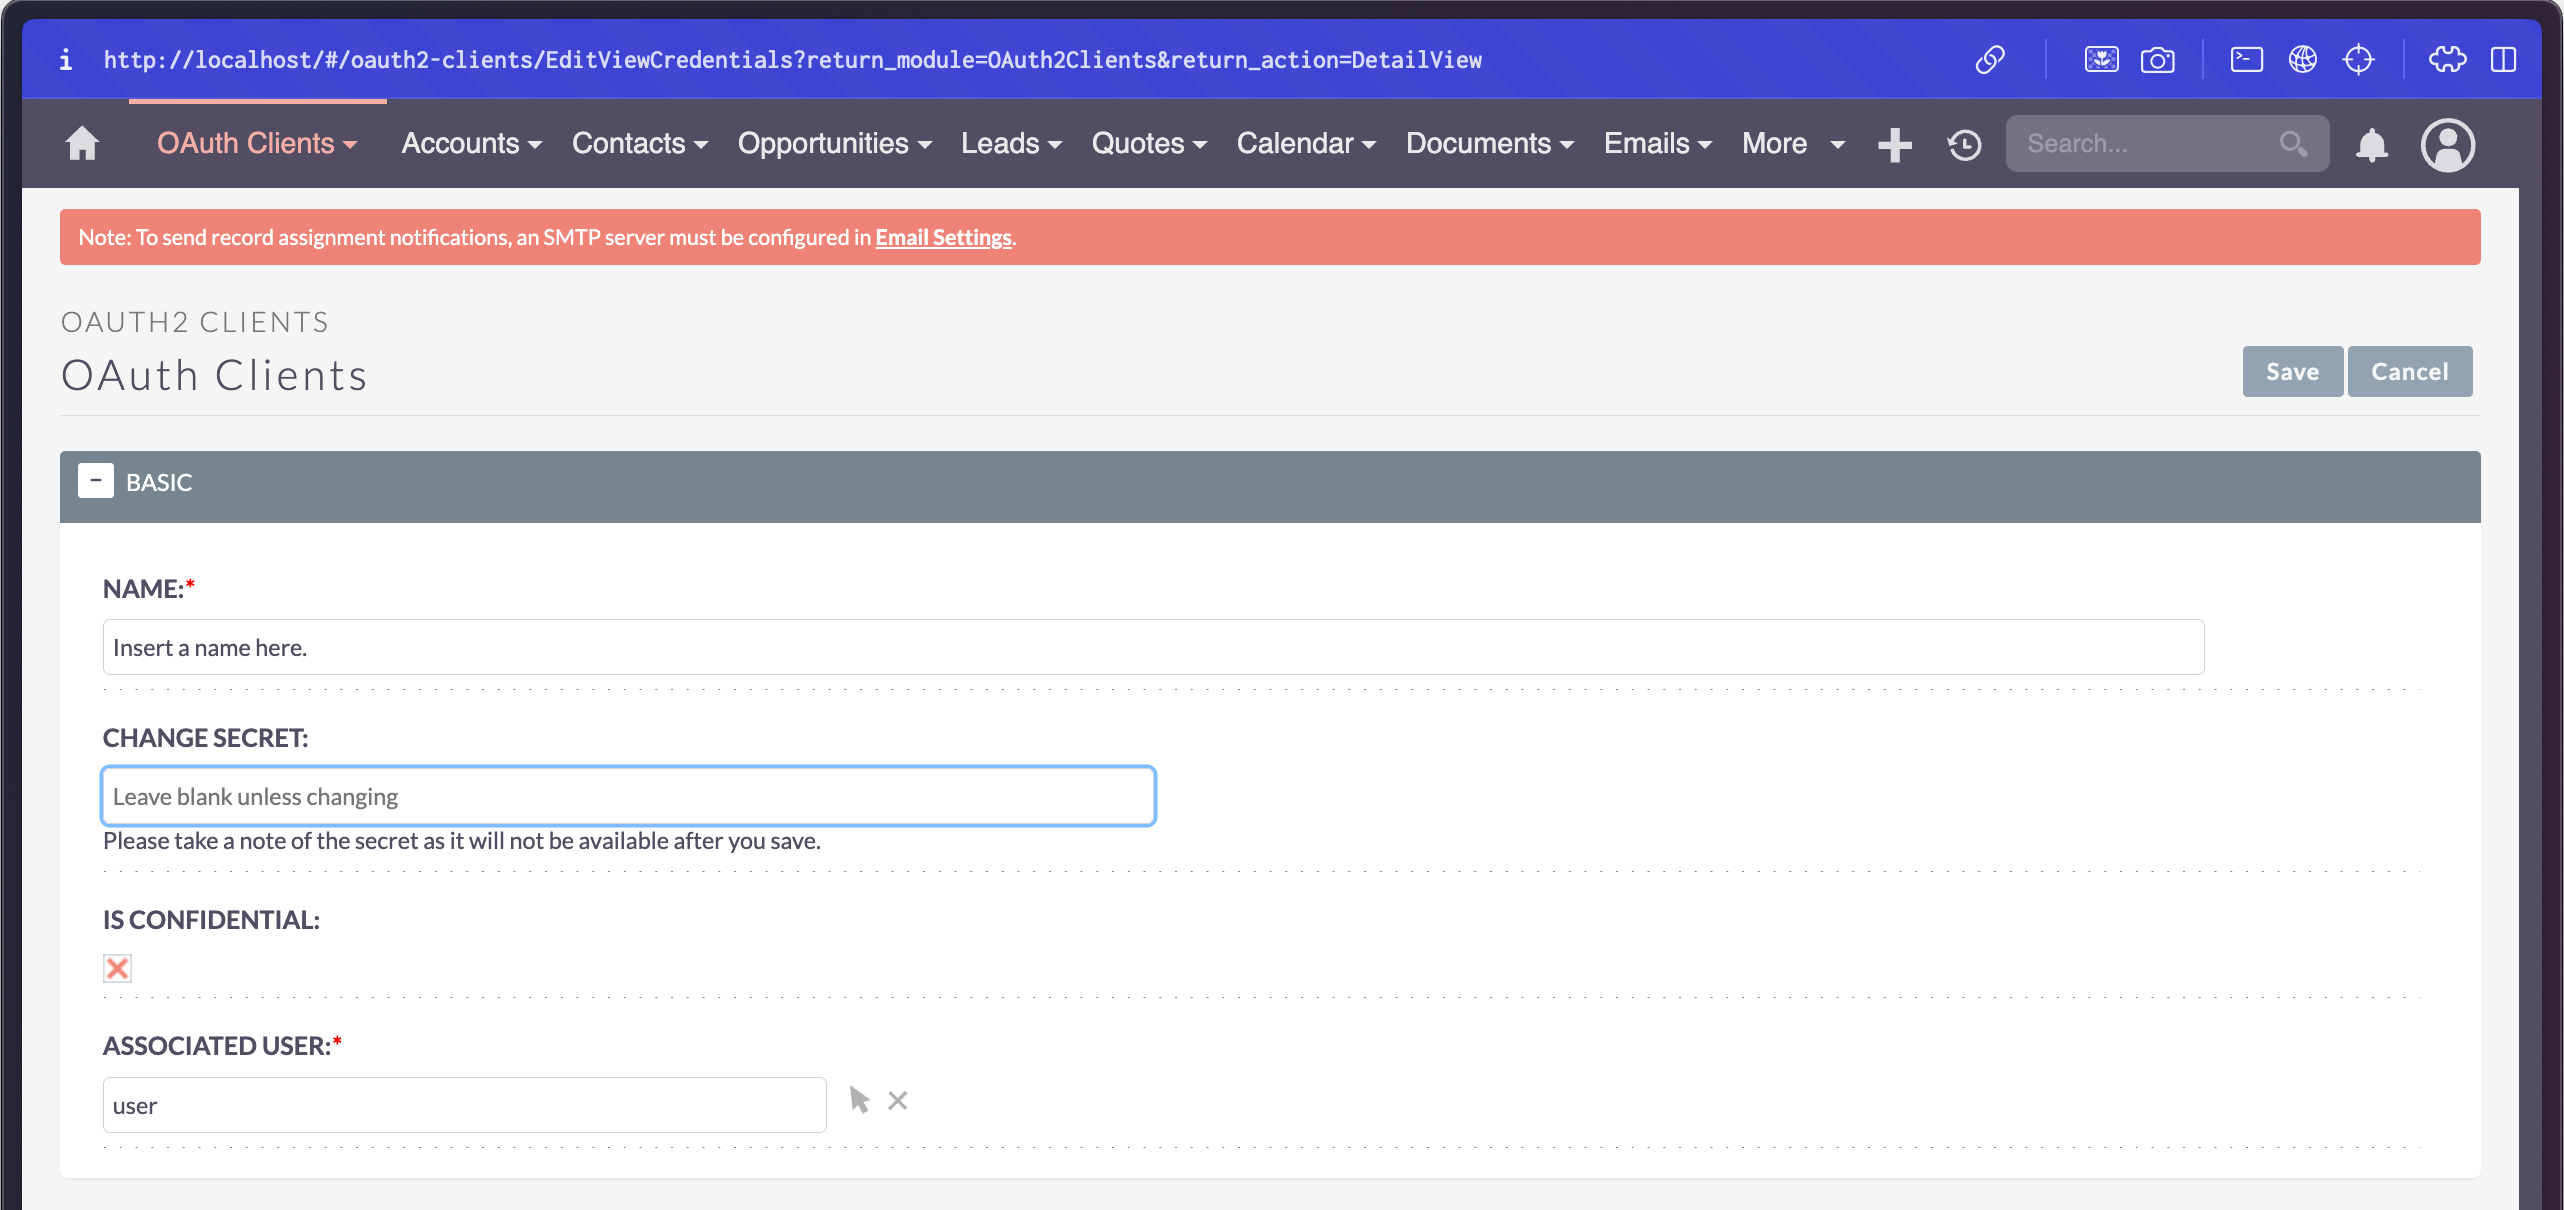 i http://localhost/#/oauth2-clients/EditViewCredentials?return_module=OAuth2Clients&return_action=DetailView
OAuth Clients Accounts Contacts Opportunities Leads Quotes Calendar Documents Emails More Search...
Note: To send record assignment notifications, an SMTP server must be configured in Email Settings.
OAUTH2 CLIENTS
OAuth Clients
Save Cancel
BASIC
NAME:*
Insert a name here.
CHANGE SECRET:
Leave blank unless changing
Please take a note of the secret as it will not be available after you save.
IS CONFIDENTIAL:
ASSOCIATED USER:*
user